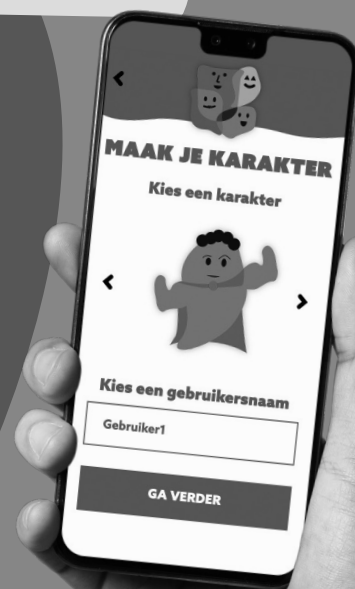 MAAK JE KARAKTER
Kies een karakter
Kies een gebruikersnaam
Gebruiker1
GA VERDER